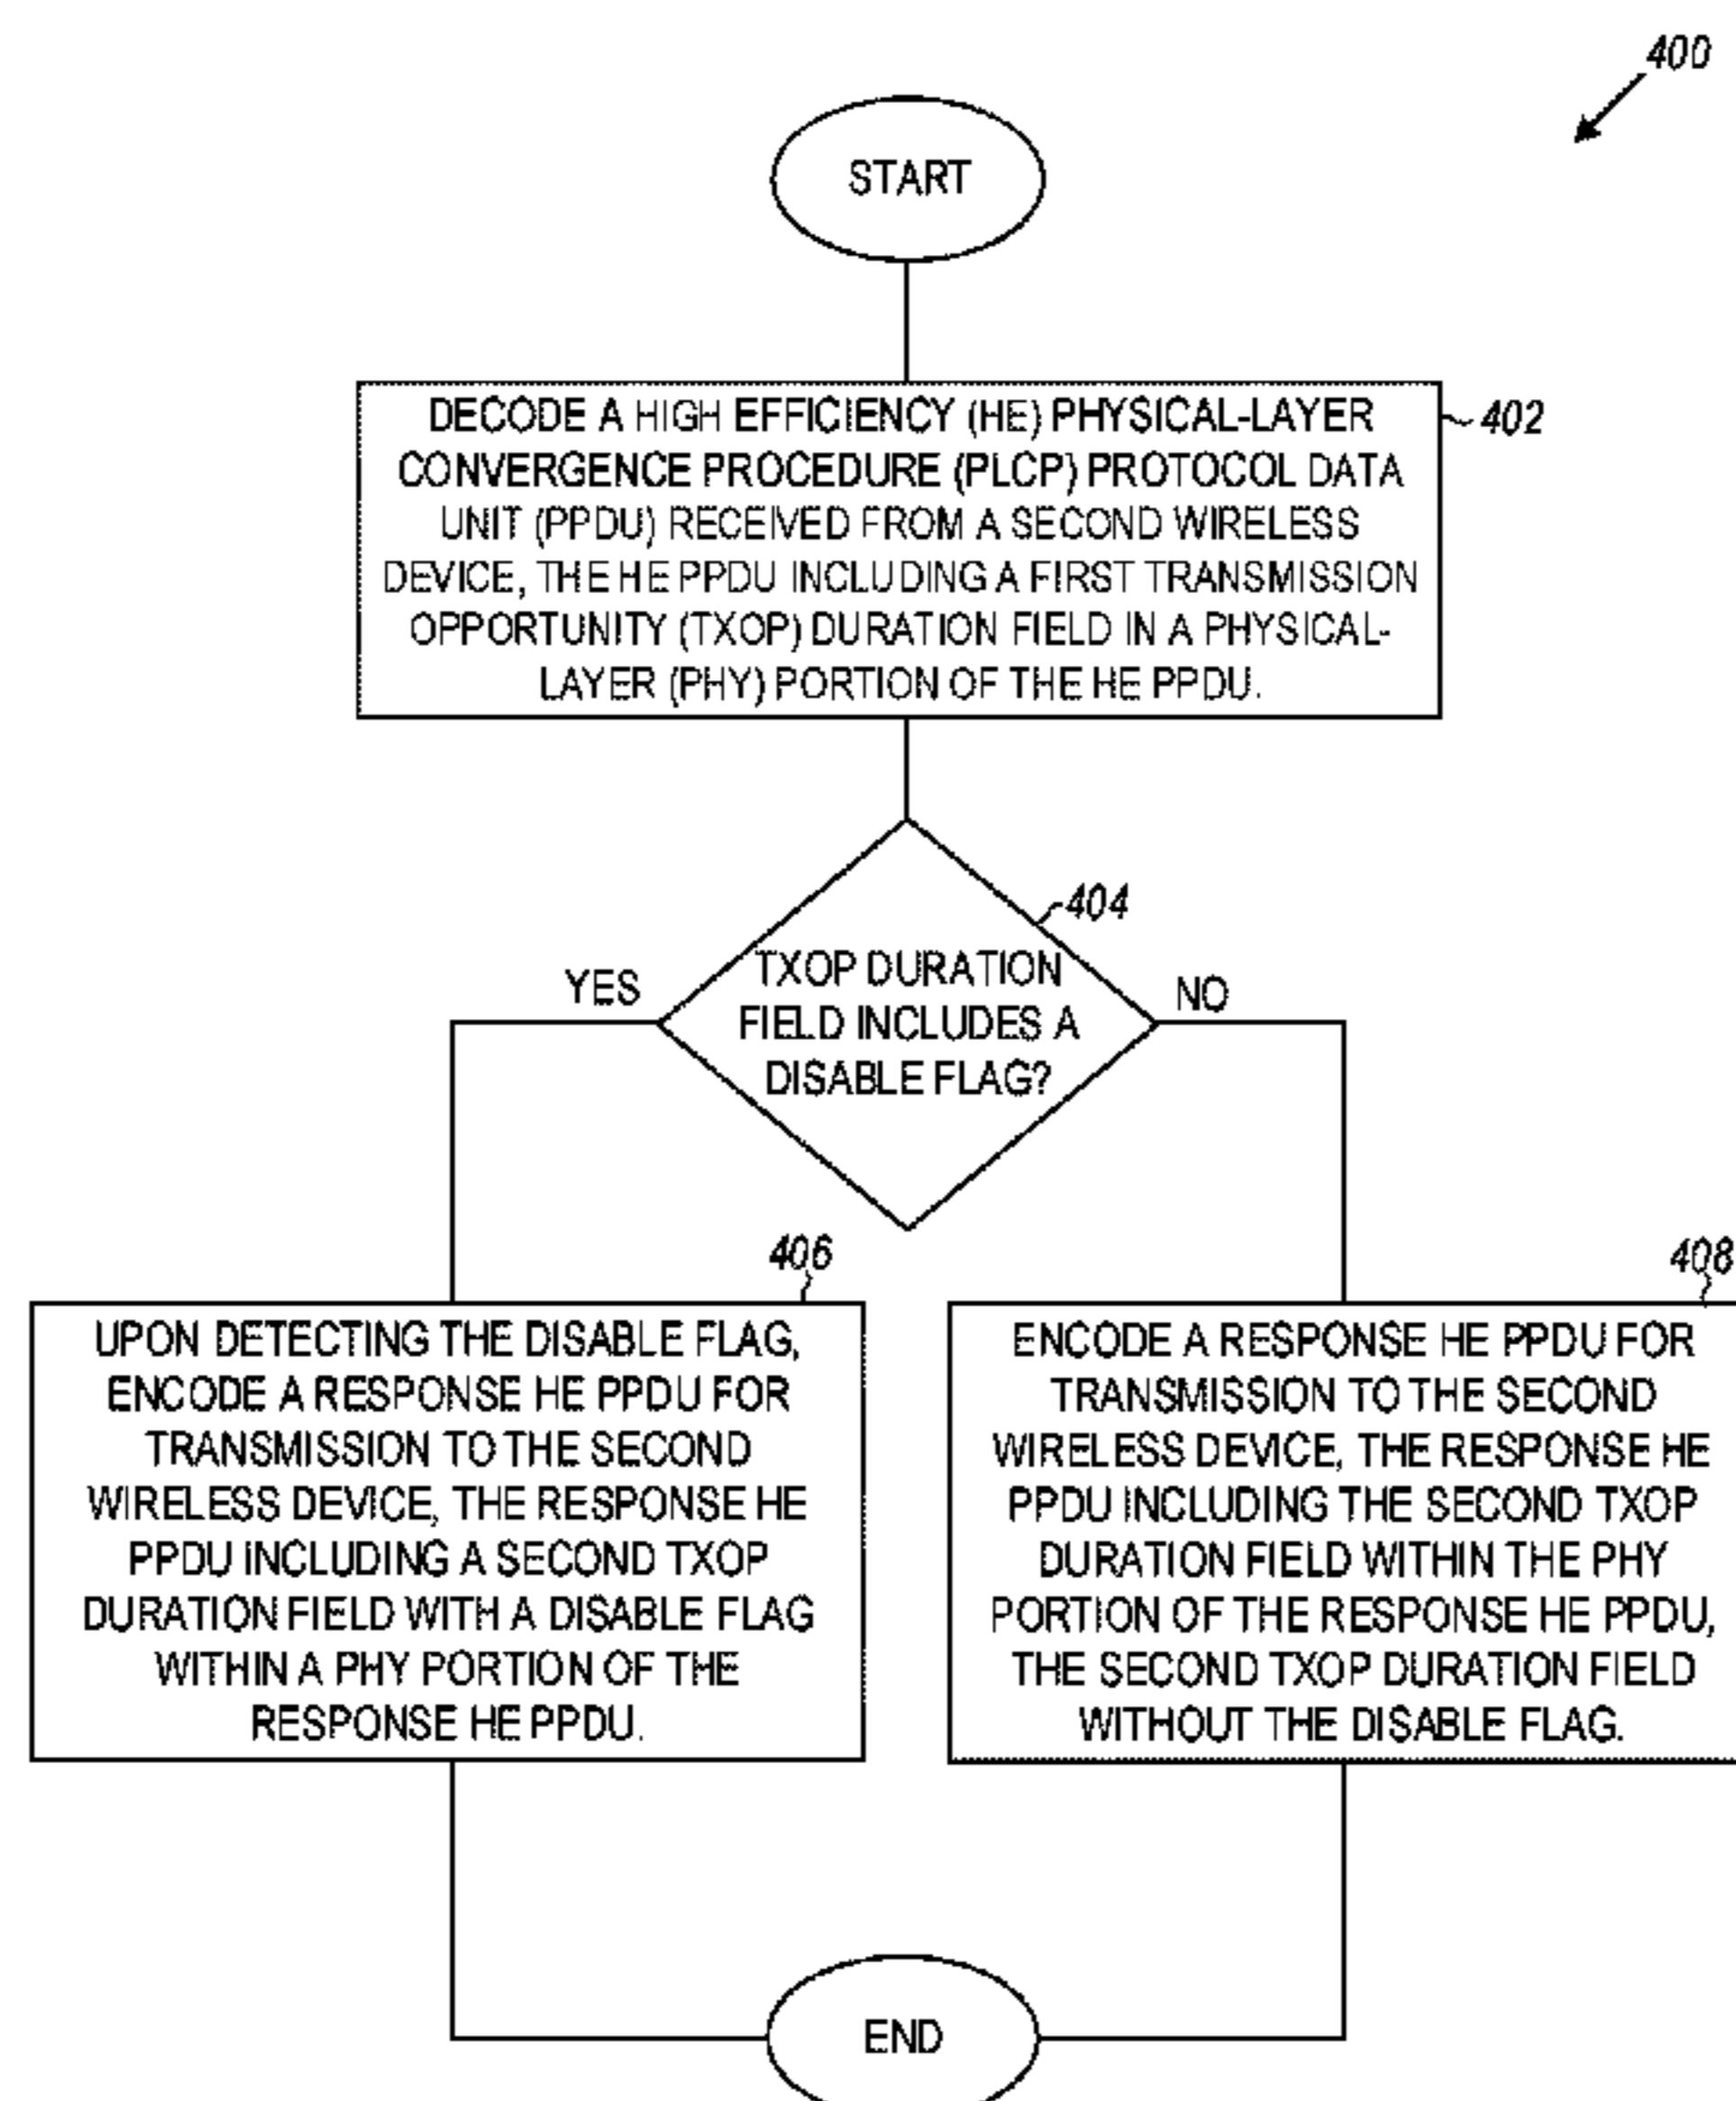 400
START
DECODE A HIGH EFFICIENCY (HE) PHYSICAL-LAYER
CONVERGENCE PROCEDURE (PLCP) PROTOCOL DATA
UNIT (PPDU) RECEIVED FROM A SECOND WIRELESS
DEVICE, THE HE PPDU INCLUDING A FIRST TRANSMISSION
OPPORTUNITY (TXOP) DURATION FIELD IN A PHYSICAL-
LAYER (PHY) PORTION OF THE HE PPDU.
402
404
TXOP DURATION
FIELD INCLUDES A
DISABLE FLAG?
YES
NO
406
UPON DETECTING THE DISABLE FLAG,
ENCODE A RESPONSE HE PPDU FOR
TRANSMISSION TO THE SECOND
WIRELESS DEVICE, THE RESPONSE HE
PPDU INCLUDING A SECOND TXOP
DURATION FIELD WITH A DISABLE FLAG
WITHIN A PHY PORTION OF THE
RESPONSE HE PPDU.
408
ENCODE A RESPONSE HE PPDU FOR
TRANSMISSION TO THE SECOND
WIRELESS DEVICE, THE RESPONSE HE
PPDU INCLUDING THE SECOND TXOP
DURATION FIELD WITHIN THE PHY
PORTION OF THE RESPONSE HE PPDU,
THE SECOND TXOP DURATION FIELD
WITHOUT THE DISABLE FLAG.
END